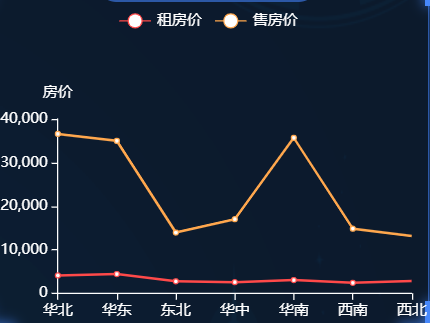 租房价 售房价
房价
40,000
30,000
20,000
10,000
0
华北 华东 东北 华中 华南 西南 西北